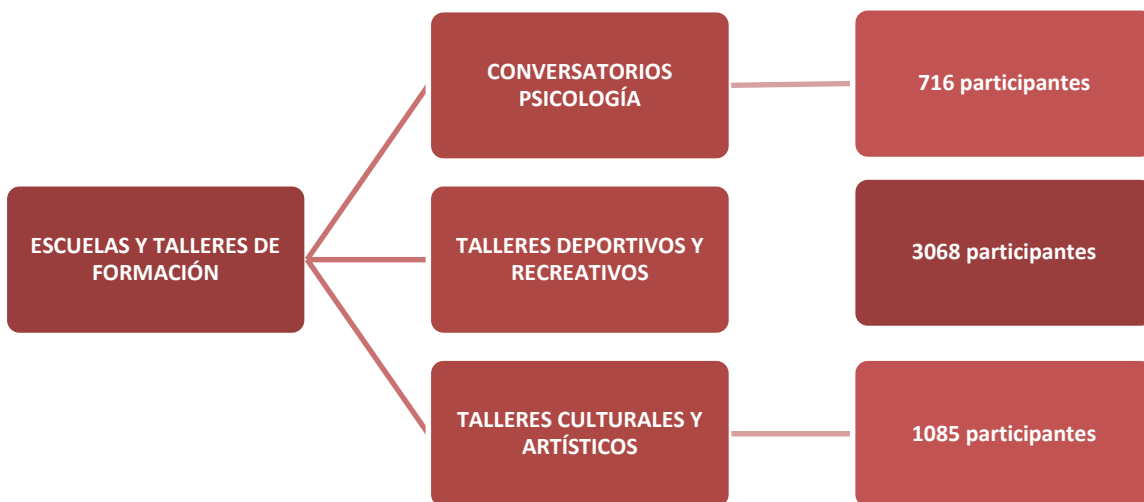 CONVERSATORIOS
PSICOLOGÍA
716 participantes
ESCUELAS Y TALLERES DE
FORMACIÓN
TALLERES DEPORTIVOS Y
RECREATIVOS
3068 participantes
TALLERES CULTURALES Y
ARTÍSTICOS
1085 participantes